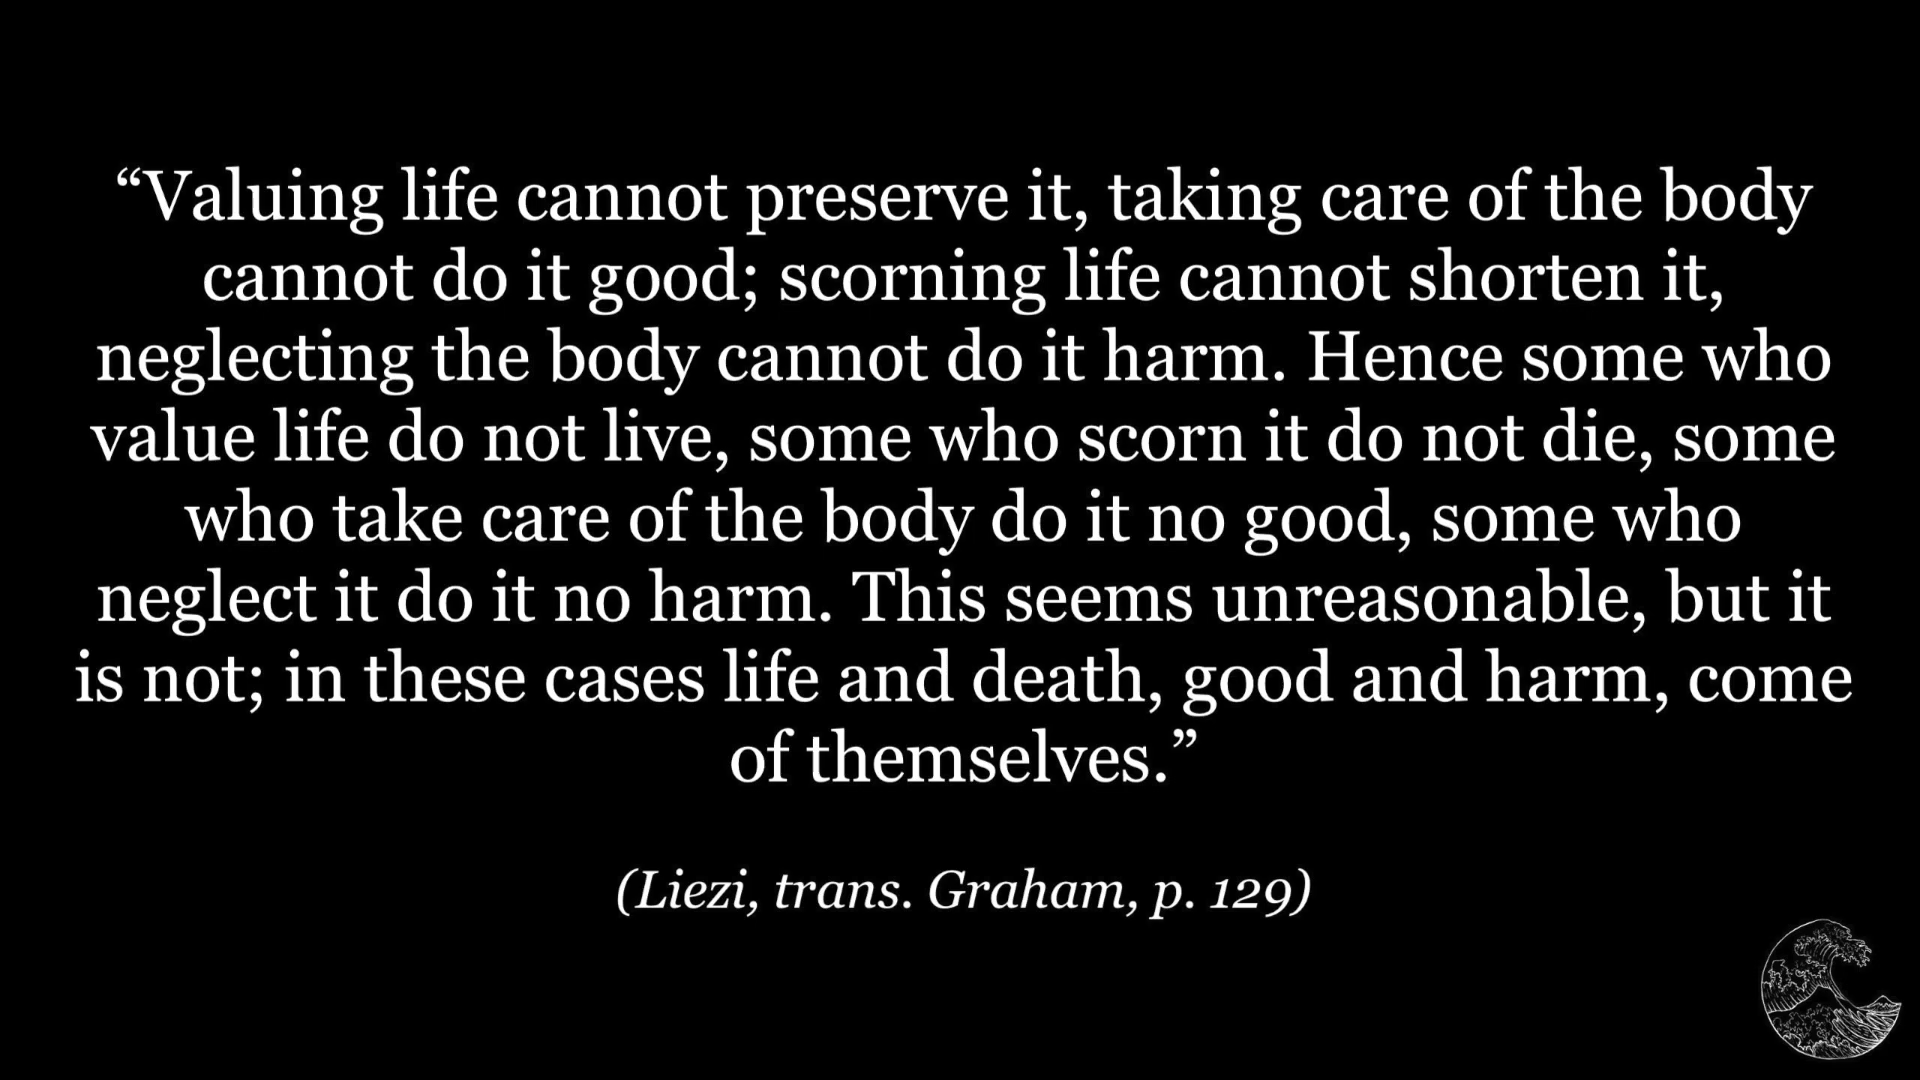 “Valuing life cannot preserve it, taking care of the body
cannot do it good; scorning life cannot shorten it,
neglecting the body cannot do it harm. Hence some who
value life do not live, some who scorn it do not die, some
who take care of the body do it no good, some who
neglect it do it no harm. This seems unreasonable, but it
is not; in these cases life and death, good and harm, come
of themselves.”
(Liezi, trans. Graham, p. 129)